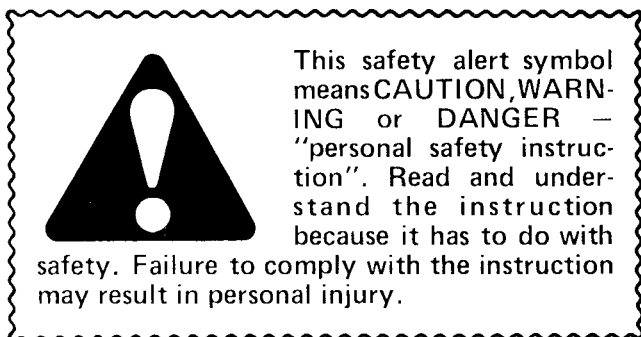 This safety alert symbol
means CAUTION, WARN-
ING or DANGER —
"personal safety instruc-
tion". Read and under-
stand the instruction
because it has to do with
safety. Failure to comply with the instruction
may result in personal injury.